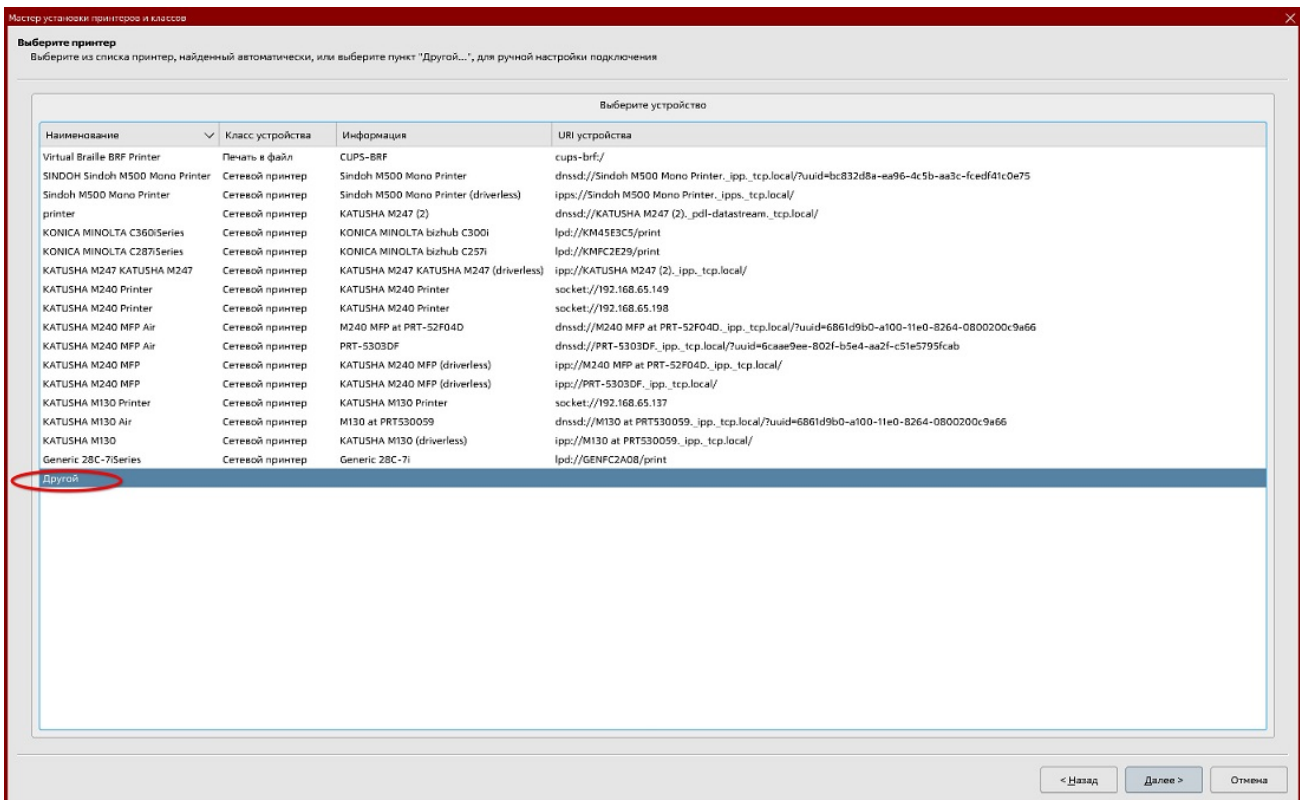 Мастер установки принтеров и классов
Выберите принтер
Выберите из списка принтер, найденный автоматически, или выберите пункт "Другой...", для ручной настройки подключения
Выберите устройство
Наименование Класс устройства Информация URI устройства
Virtual Braille BRF Printer Печать в файл CUPS-BRF cups-brf:/
SINDOH Sindoh M500 Mono Printer Сетевой принтер Sindoh M500 Mono Printer dnssd://Sindoh M500 Mono Printer._ipp._tcp.local/?uuid=bc832d8a-ea96-4c5b-aa3c-fcedf41c0e75
Sindoh M500 Mono Printer Сетевой принтер Sindoh M500 Mono Printer (driverless) ipps://Sindoh M500 Mono Printer._ipps._tcp.local/
printer Сетевой принтер KATUSHA M247 (2) dnssd://KATUSHA M247 (2)._pdl-datastream._tcp.local/
KONICA MINOLTA C360iSeries Сетевой принтер KONICA MINOLTA bizhub C300i lpd://KM45E3C5/print
KONICA MINOLTA C287iSeries Сетевой принтер KONICA MINOLTA bizhub C257i lpd://KMFC2E29/print
KATUSHA M247 KATUSHA M247 Сетевой принтер KATUSHA M247 KATUSHA M247 (driverless) ipp://KATUSHA M247 (2)._ipp._tcp.local/
KATUSHA M240 Printer Сетевой принтер KATUSHA M240 Printer socket://192.168.65.149
KATUSHA M240 Printer Сетевой принтер KATUSHA M240 Printer socket://192.168.65.198
KATUSHA M240 MFP Air Сетевой принтер M240 MFP at PRT-52F04D dnssd://M240 MFP at PRT-52F04D._ipp._tcp.local/?uuid=6861d9b0-a100-11e0-8264-0800200c9a66
KATUSHA M240 MFP Air Сетевой принтер PRT-5303DF dnssd://PRT-5303DF._ipp._tcp.local/?uuid=6caae9ee-802f-b5e4-aa2f-c51e5795fcab
KATUSHA M240 MFP Сетевой принтер KATUSHA M240 MFP (driverless) ipp://M240 MFP at PRT-52F04D._ipp._tcp.local/
KATUSHA M240 MFP Сетевой принтер KATUSHA M240 MFP (driverless) ipp://PRT-5303DF._ipp._tcp.local/
KATUSHA M130 Printer Сетевой принтер KATUSHA M130 Printer socket://192.168.65.137
KATUSHA M130 Air Сетевой принтер M130 at PRT530059 dnssd://M130 at PRT530059._ipp._tcp.local/?uuid=6861d9b0-a100-11e0-8264-0800200c9a66
KATUSHA M130 Сетевой принтер KATUSHA M130 (driverless) ipp://M130 at PRT530059._ipp._tcp.local/
Generic 28C-7iSeries Сетевой принтер Generic 28C-7i lpd://GENFC2A08/print
Другой
< Назад Далее > Отмена